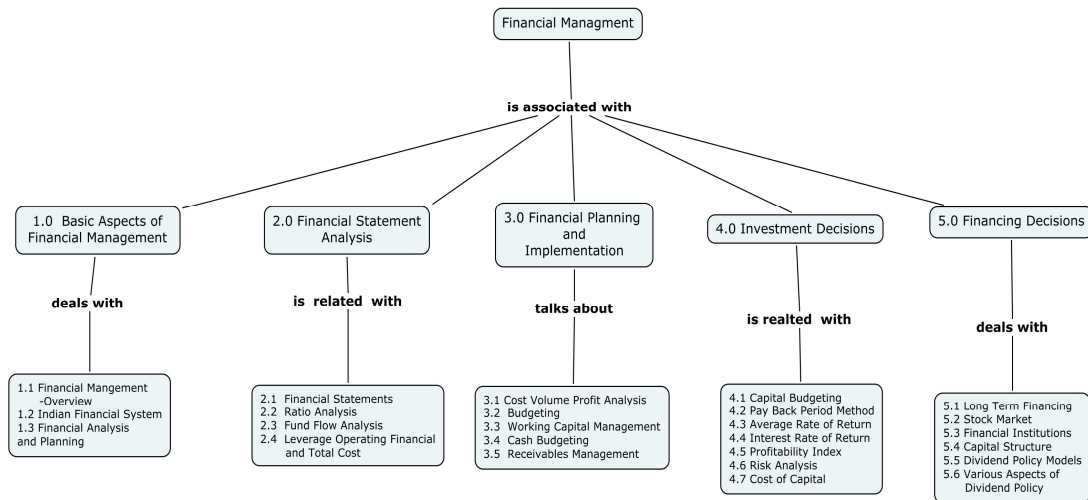 Financial Managment
is associated with
1.0 Basic Aspects of
Financial Management
2.0 Financial Statement
Analysis
3.0 Financial Planning
and
Implementation
4.0 Investment Decisions
5.0 Financing Decisions
deals with
is related with
talks about
is realted with
deals with
1.1 Financial Mangement
-Overview
1.2 Indian Financial System
1.3 Financial Analysis
and Planning
2.1 Financial Statements
2.2 Ratio Analysis
2.3 Fund Flow Analysis
2.4 Leverage Operating Financial
and Total Cost
3.1 Cost Volume Profit Analysis
3.2 Budgeting
3.3 Working Capital Management
3.4 Cash Budgeting
3.5 Receivables Management
4.1 Capital Budgeting
4.2 Pay Back Period Method
4.3 Average Rate of Return
4.4 Interest Rate of Return
4.5 Profitability Index
4.6 Risk Analysis
4.7 Cost of Capital
5.1 Long Term Financing
5.2 Stock Market
5.3 Financial Institutions
5.4 Capital Structure
5.5 Dividend Policy Models
5.6 Various Aspects of
Dividend Policy